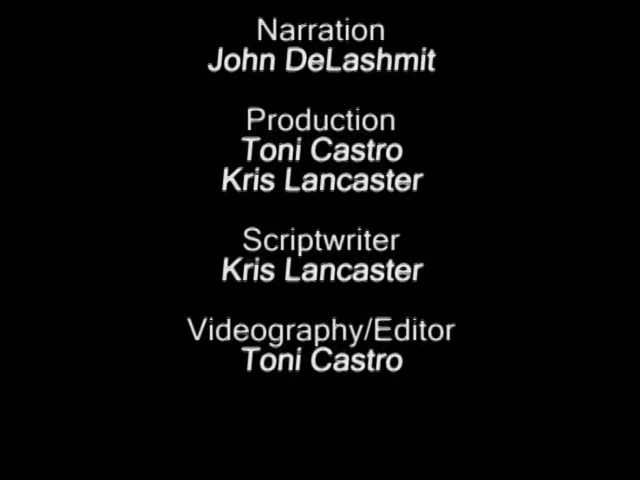 Narration
John DeLashmit
Production
Toni Castro
Kris Lancaster
Scriptwriter
Kris Lancaster
Videography/Editor
Toni Castro